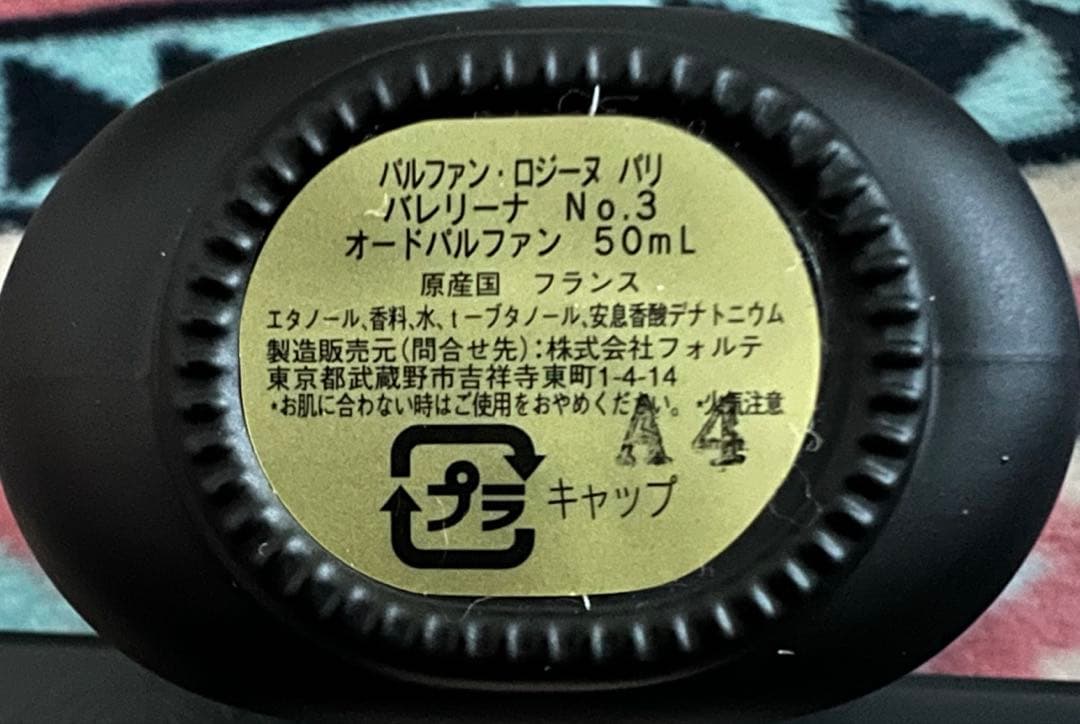 パルファン・ロジーヌ パリ
バレリーナ No.3
オードパルファン 50mL
原産国 フランス
エタノール、香料、水、t-ブタノール、安息香酸デナトニウム
製造販売元(問合せ先):株式会社フォルテ
東京都武蔵野市吉祥寺東町1-4-14
・お肌に合わない時はご使用をおやめください。・火気注意
A4
プラ キャップ